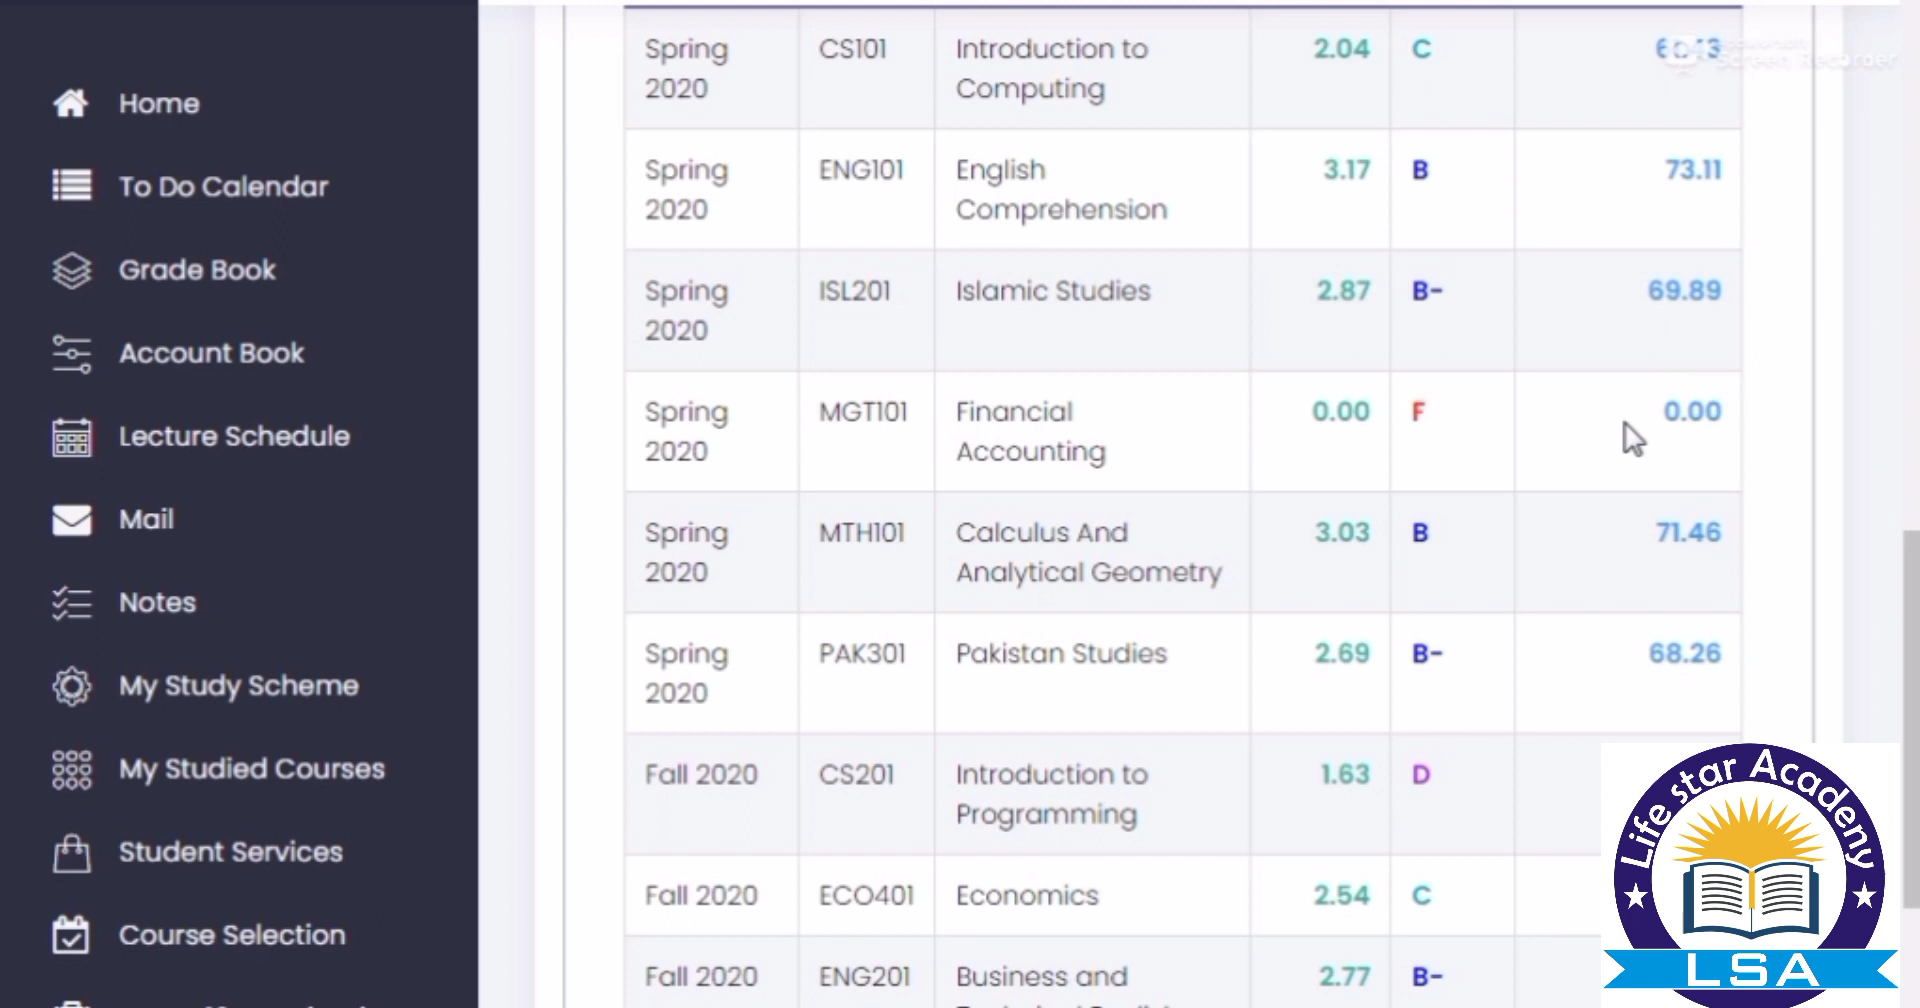 Home
To Do Calendar
Grade Book
Account Book
Lecture Schedule
Mail
Notes
My Study Scheme
My Studied Courses
Student Services
Course Selection
Spring 2020 CS101 Introduction to Computing 2.04 C
Screen Recorder
Spring 2020 ENG101 English Comprehension 3.17 B 73.11
Spring 2020 ISL201 Islamic Studies 2.87 B- 69.89
Spring 2020 MGT101 Financial Accounting 0.00 F 0.00
Spring 2020 MTH101 Calculus And Analytical Geometry 3.03 B 71.46
Spring 2020 PAK301 Pakistan Studies 2.69 B- 68.26
Fall 2020 CS201 Introduction to Programming 1.63 D
Fall 2020 ECO401 Economics 2.54 C
Fall 2020 ENG201 Business and 2.77 B-
Life star Academy
LSA